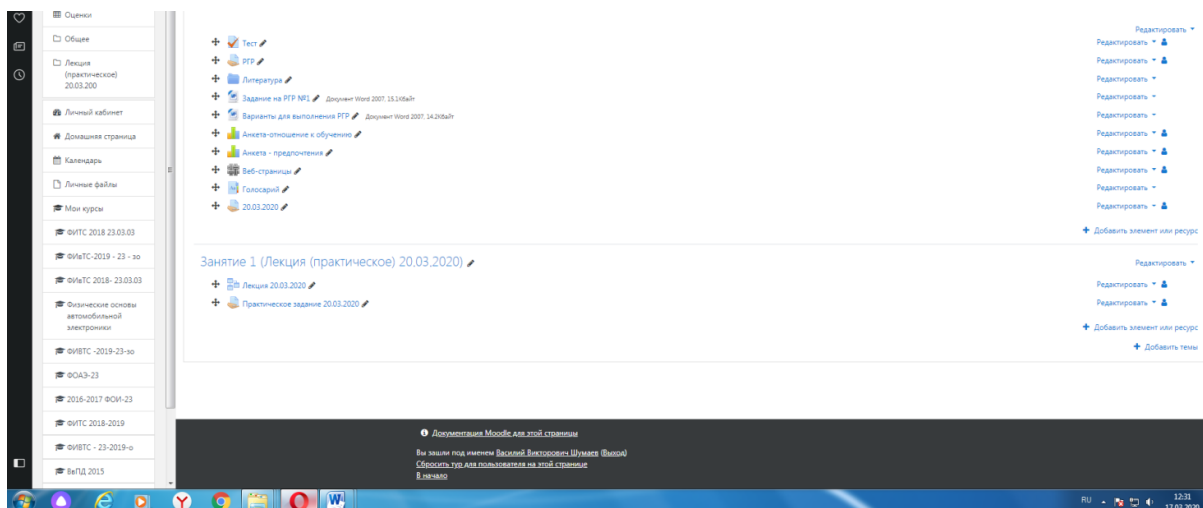 Оценки
Общее
Лекция
(практическое)
20.03.200
Личный кабинет
Домашняя страница
Календарь
Личные файлы
Мои курсы
ФИТС 2018 23.03.03
ФИвТС-2019 - 23 - зо
ФИвТС 2018- 23.03.03
Физические основы
автомобильной
электроники
ФИВТС -2019-23-зо
ФОАЭ-23
2016-2017 ФОИ-23
ФИТС 2018-2019
ФИВТС - 23-2019-о
ВвПД 2015
Редактировать
Тест Редактировать
РГР Редактировать
Литература Редактировать
Задание на РГР №1 Документ Word 2007, 15.1Кбайт Редактировать
Варианты для выполнения РГР Документ Word 2007, 14.2Кбайт Редактировать
Анкета-отношение к обучению Редактировать
Анкета - предпочтения Редактировать
Веб-страницы Редактировать
Голосарий Редактировать
20.03.2020 Редактировать
Добавить элемент или ресурс
Занятие 1 (Лекция (практическое) 20.03.2020) Редактировать
Лекция 20.03.2020 Редактировать
Практическое задание 20.03.2020 Редактировать
Добавить элемент или ресурс
Добавить темы
Документация Moodle для этой страницы
Вы зашли под именем Василий Викторович Шумаев (Выход)
Сбросить тур для пользователя на этой странице
В начало
RU 12:31
17.03.2020